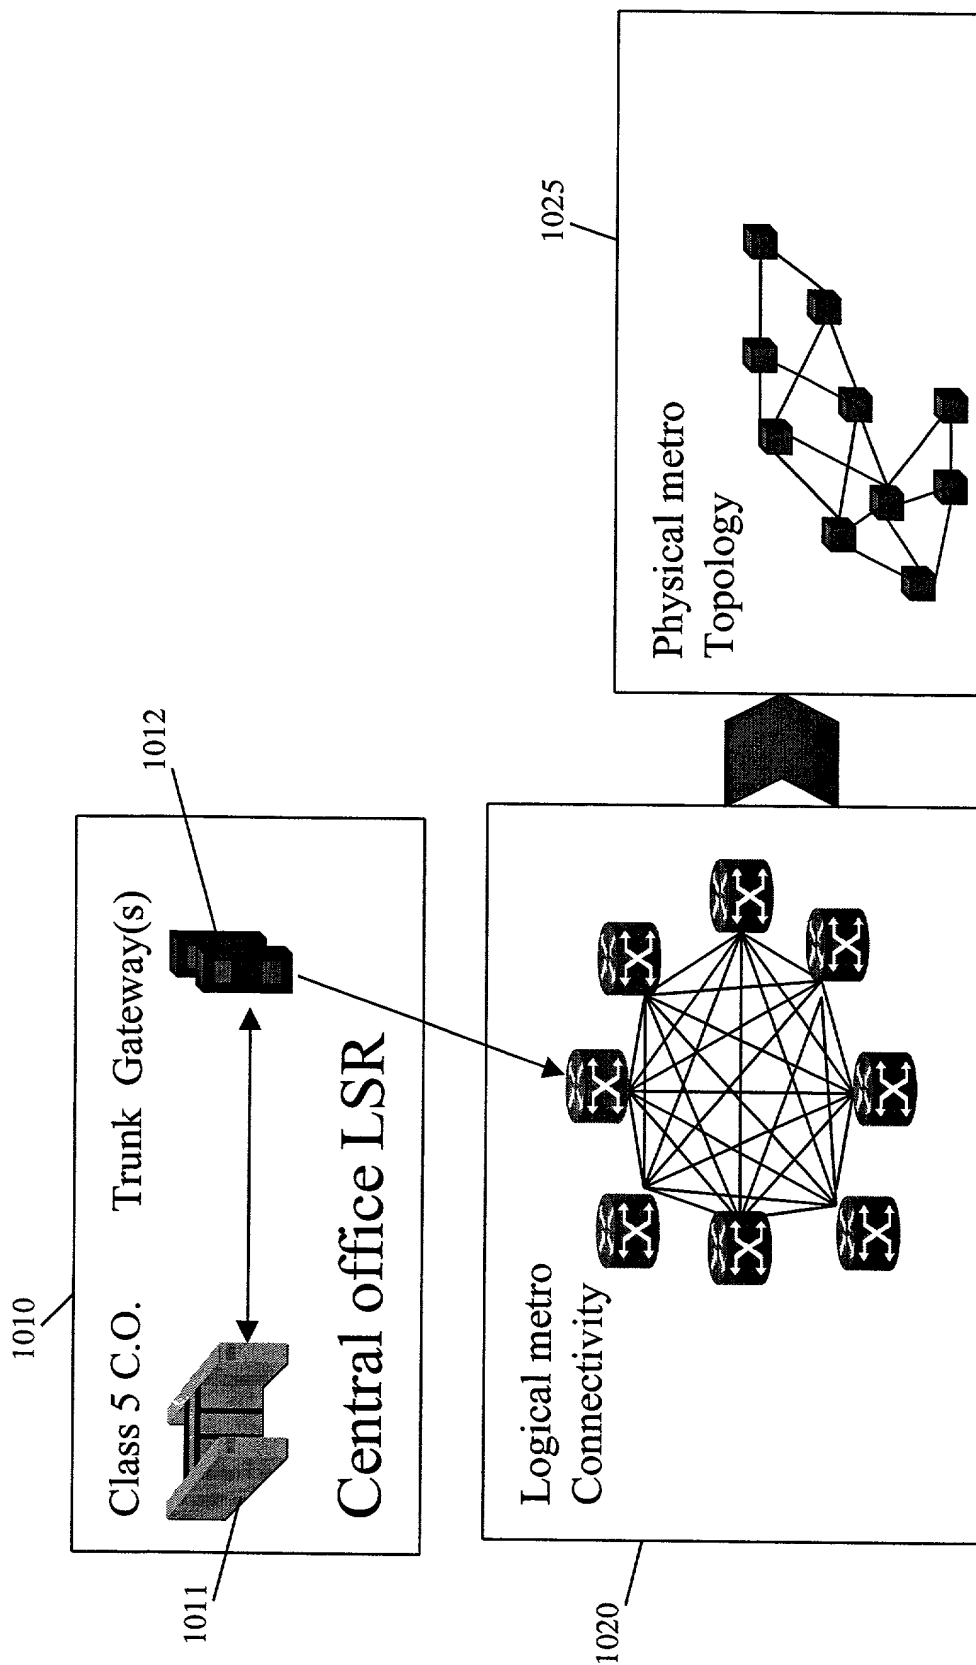 1010
Class 5 C.O.
Trunk Gateway(s)
1012
1011
Central office LSR
1025
Logical metro
Connectivity
1020
Physical metro
Topology